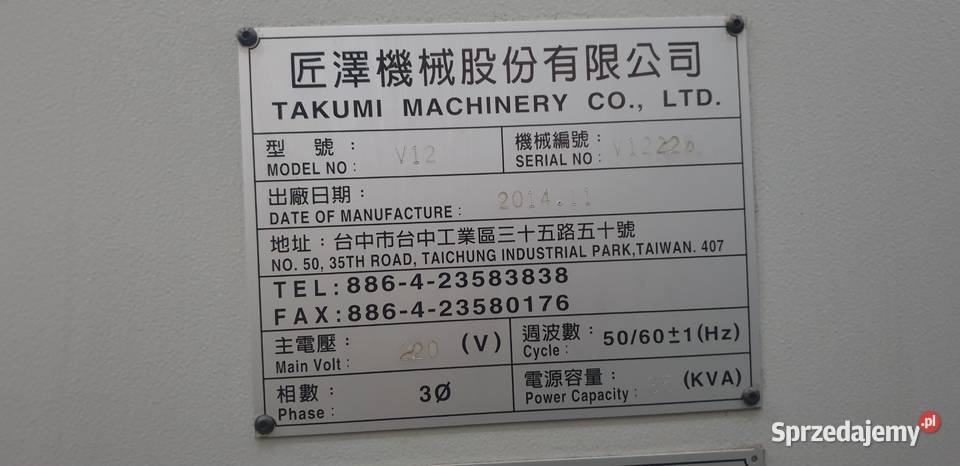 匠澤機械股份有限公司
TAKUMI MACHINERY CO., LTD.
型 號：
MODEL NO： V12
機械編號：
SERIAL NO：
出廠日期：
DATE OF MANUFACTURE： 2014.11
地址：台中市台中工業區三十五路五十號
NO. 50, 35TH ROAD, TAICHUNG INDUSTRIAL PARK,TAIWAN. 407
TEL:886-4-23583838
FAX:886-4-23580176
主電壓： (V)
Main Volt： 220
週波數： 50/60±1(Hz)
Cycle：
相數： 3Ø
Phase：
電源容量： (KVA)
Power Capacity：
Sprzedajemy.pl